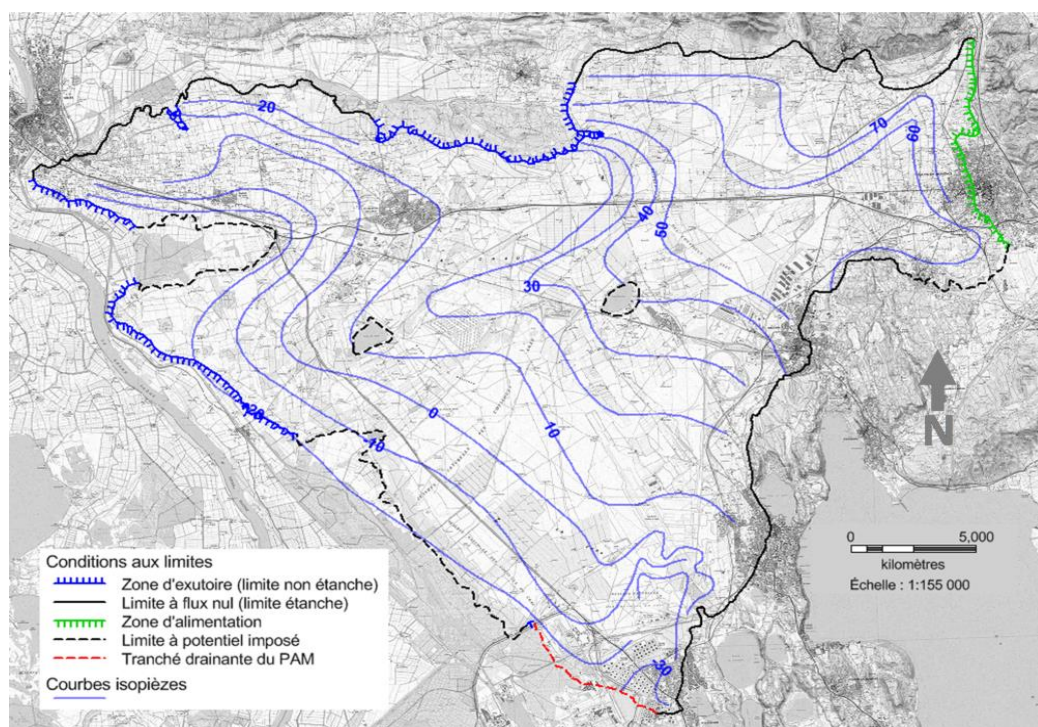 20
70
60
40
50
30
0
-20
-10
10
N
-30
0
5,000
kilomètres
Échelle : 1:155 000
Conditions aux limites
Zone d'exutoire (limite non étanche)
Limite à flux nul (limite étanche)
Zone d'alimentation
Limite à potentiel imposé
Tranché drainante du PAM
Courbes isopièzes